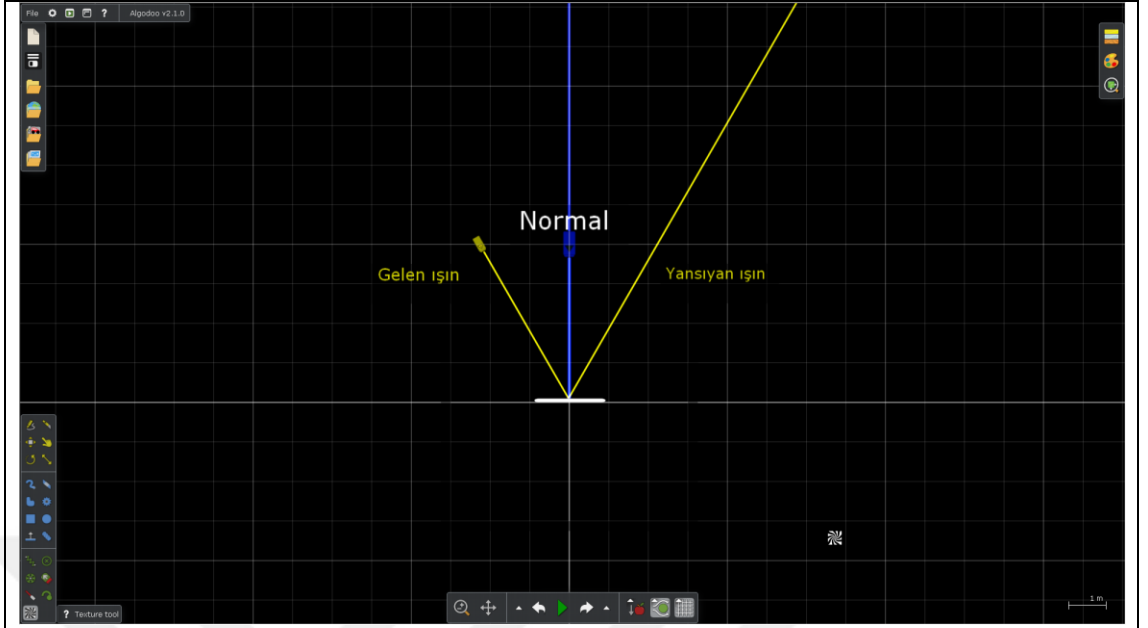 File ? Algodoo v2.1.0
Normal
Gelen ışın
Yansıyan ışın
1 m
? Texture tool